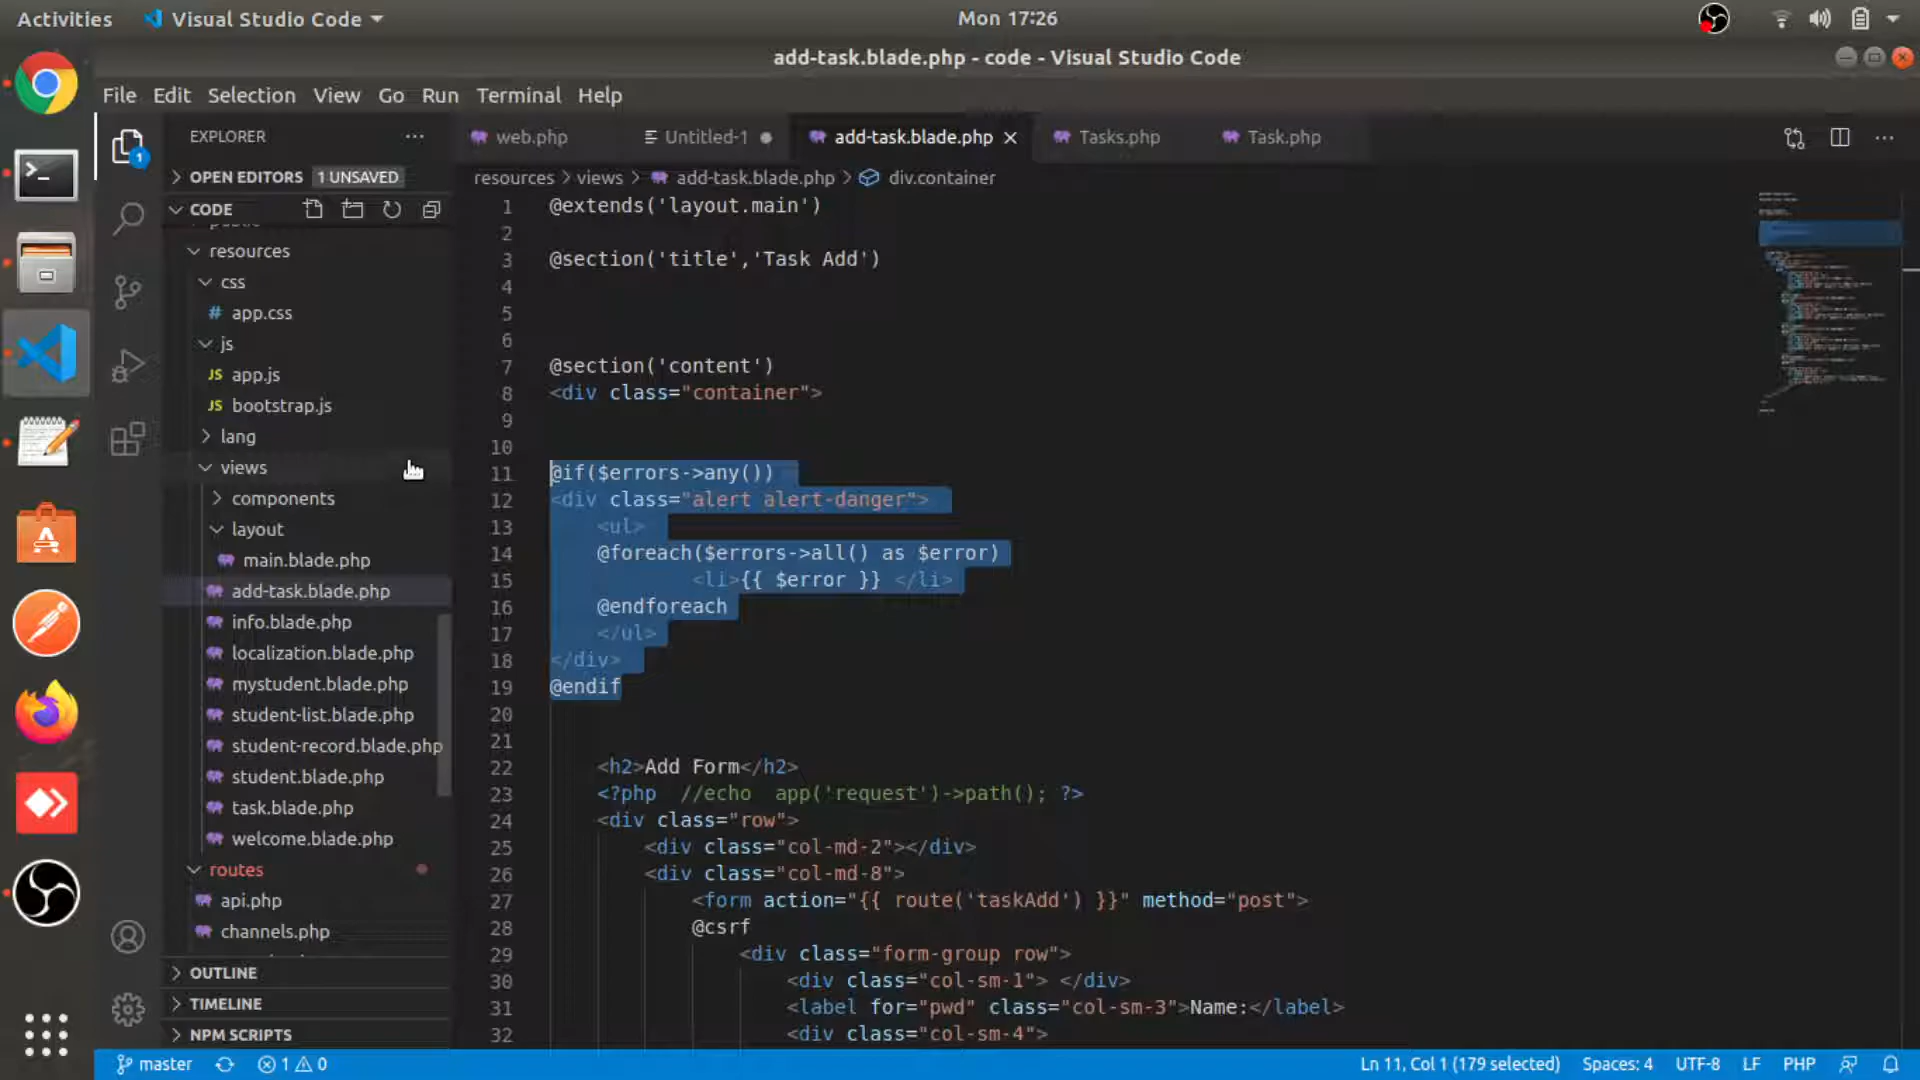 Activities Visual Studio Code Mon 17:26
add-task.blade.php - code - Visual Studio Code
File Edit Selection View Go Run Terminal Help
EXPLORER
OPEN EDITORS 1 UNSAVED
CODE
public
resources
css
# app.css
js
JS app.js
JS bootstrap.js
lang
views
components
layout
main.blade.php
add-task.blade.php
info.blade.php
localization.blade.php
mystudent.blade.php
student-list.blade.php
student-record.blade.php
student.blade.php
task.blade.php
welcome.blade.php
routes
api.php
channels.php
OUTLINE
TIMELINE
NPM SCRIPTS
1
web.php Untitled-1 add-task.blade.php Tasks.php Task.php
resources > views > add-task.blade.php > div.container
1 @extends('layout.main')
2
3 @section('title','Task Add')
4
5
6
7 @section('content')
8 <div class="container">
9
10
11 @if($errors->any())
12 <div class="alert alert-danger">
13 <ul>
14 @foreach($errors->all() as $error)
15 <li>{{ $error }} </li>
16 @endforeach
17 </ul>
18 </div>
19 @endif
20
21
22 <h2>Add Form</h2>
23 <?php //echo app('request')->path(); ?>
24 <div class="row">
25 <div class="col-md-2"></div>
26 <div class="col-md-8">
27 <form action="{{ route('taskAdd') }}" method="post">
28 @csrf
29 <div class="form-group row">
30 <div class="col-sm-1"> </div>
31 <label for="pwd" class="col-sm-3">Name:</label>
32 <div class="col-sm-4">
master 1 0 Ln 11, Col 1 (179 selected) Spaces: 4 UTF-8 LF PHP